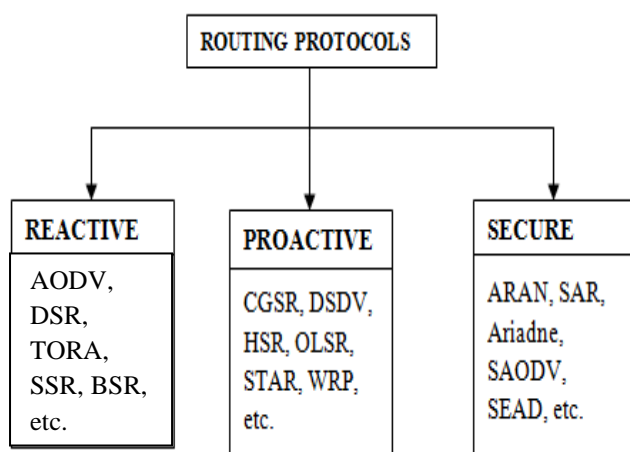 ROUTING PROTOCOLS
REACTIVE
AODV,
DSR,
TORA,
SSR, BSR,
etc.
PROACTIVE
CGSR, DSDV,
HSR, OLSR,
STAR, WRP,
etc.
SECURE
ARAN, SAR,
Ariadne,
SAODV,
SEAD, etc.